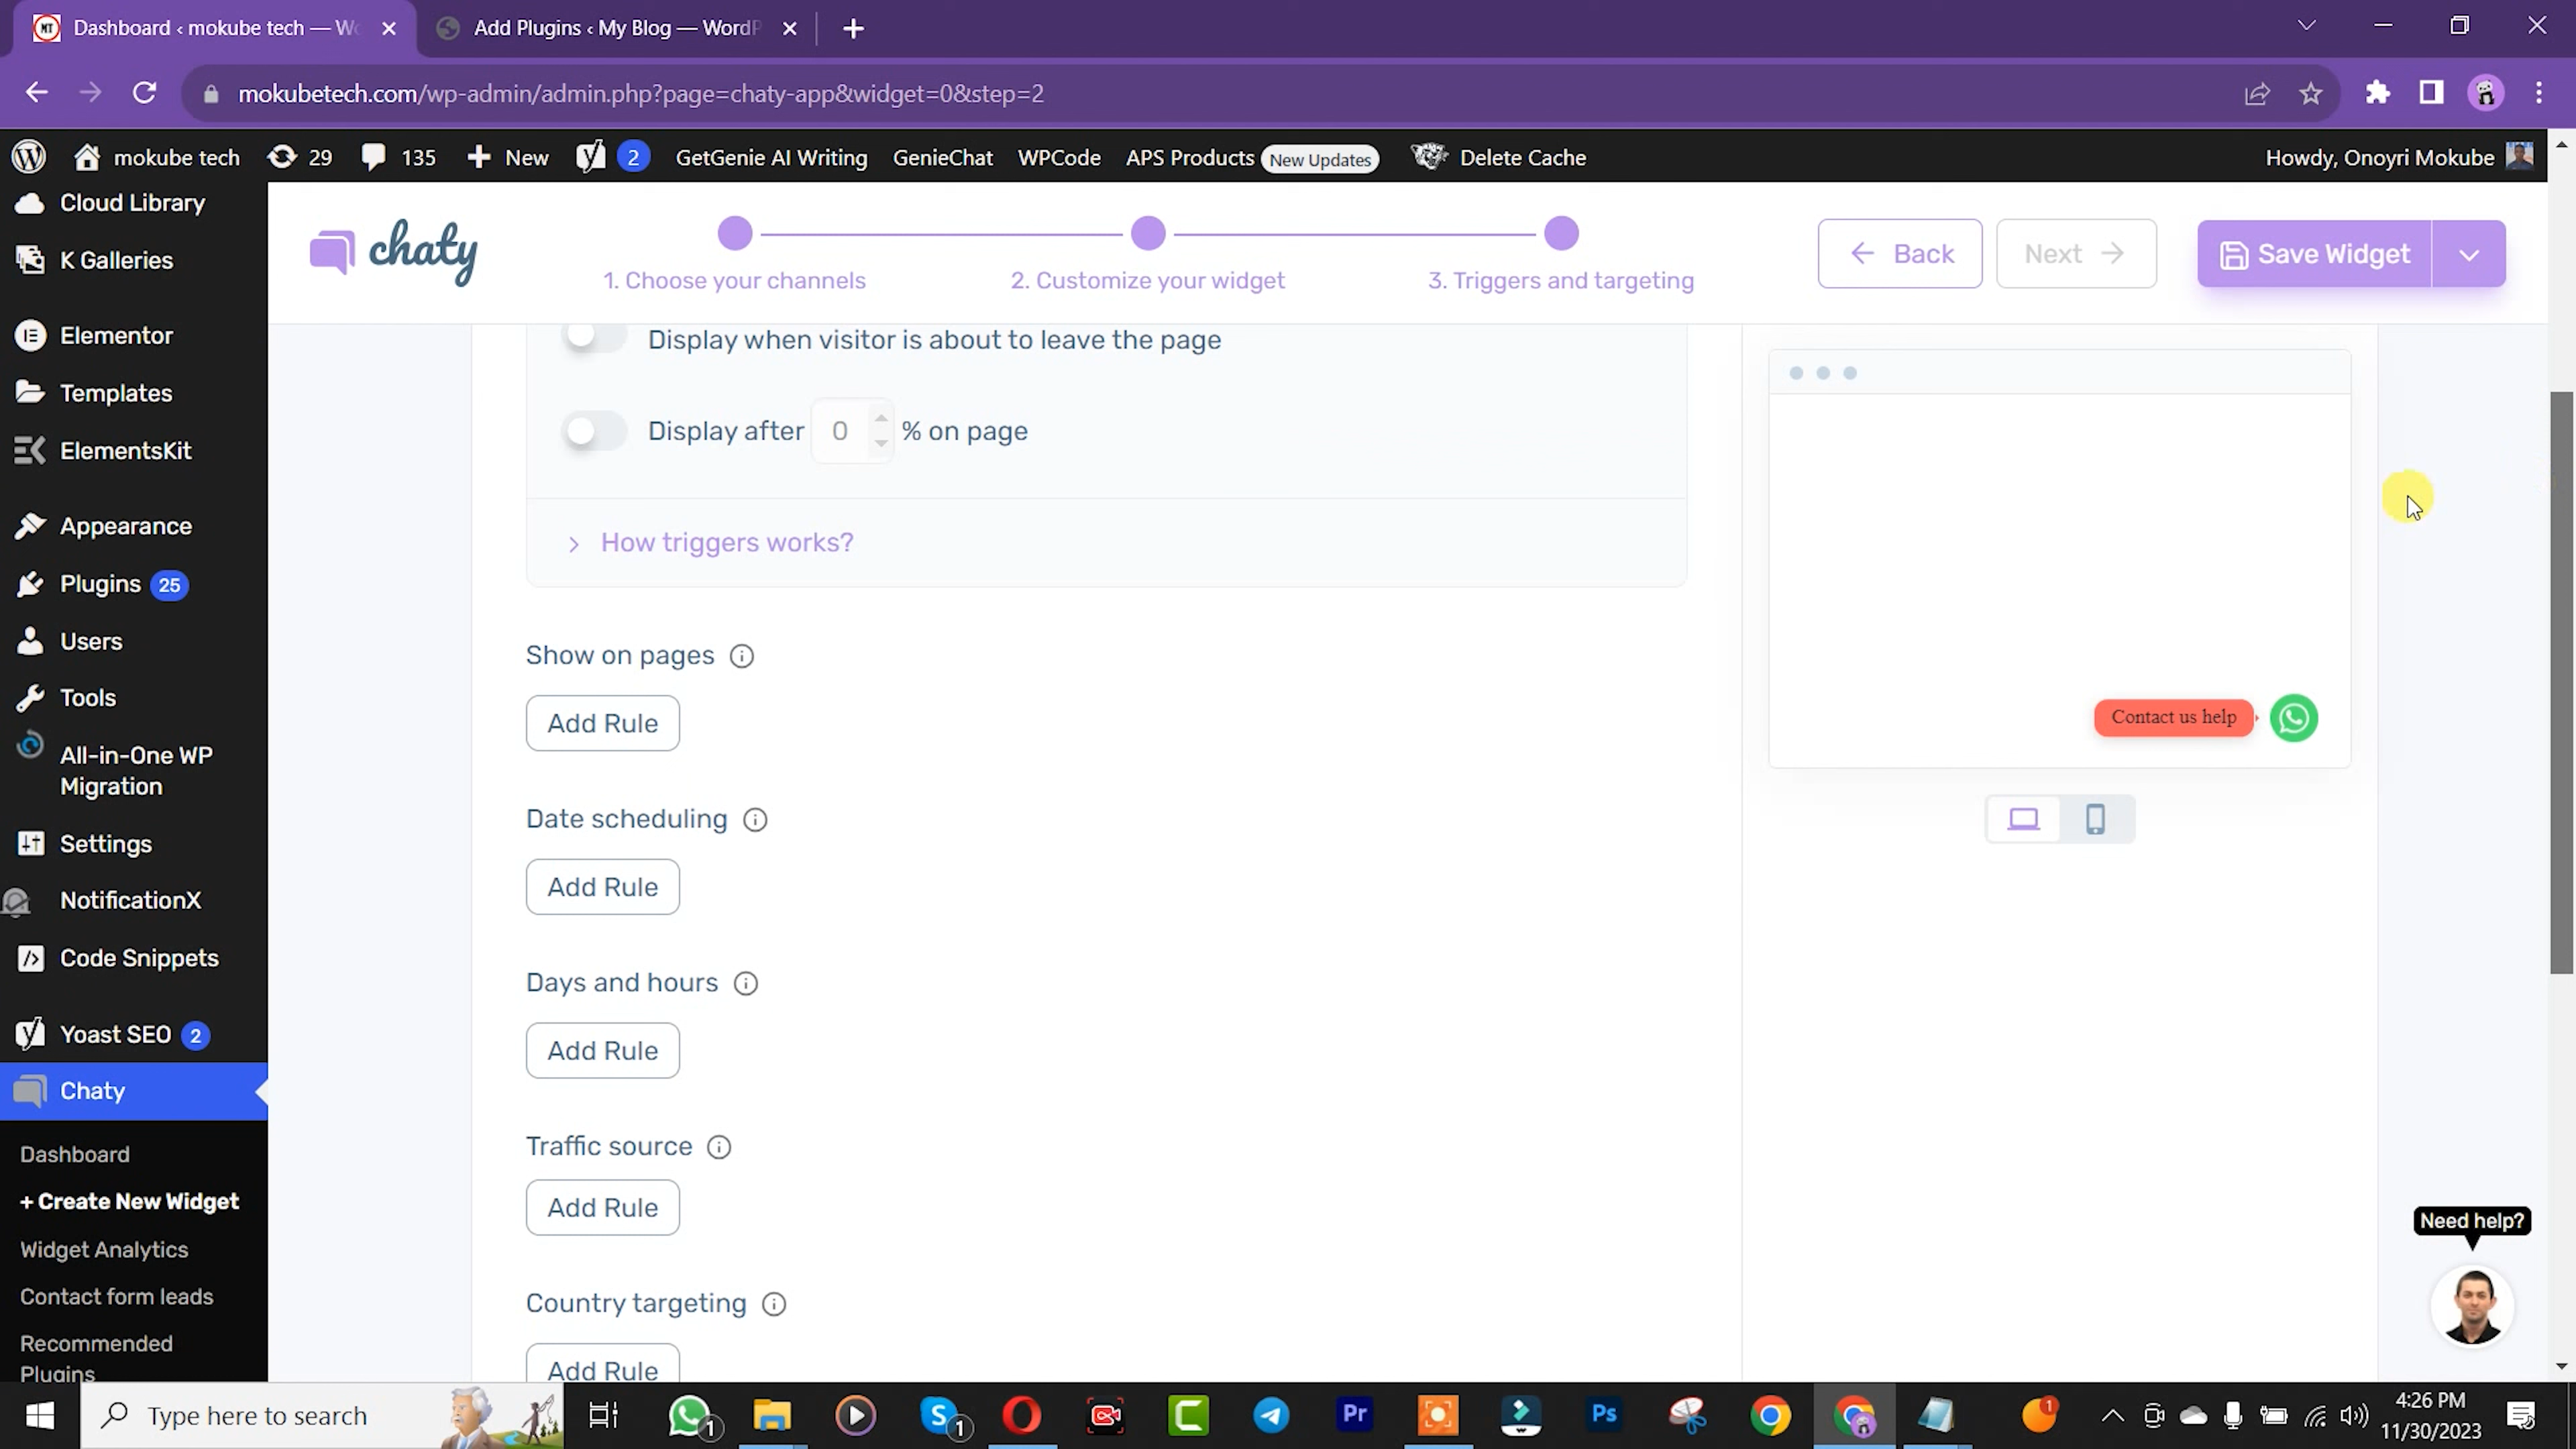 Dashboard ‹ mokube tech — Wo
Add Plugins ‹ My Blog — WordP
mokubetech.com/wp-admin/admin.php?page=chaty-app&widget=0&step=2
mokube tech
29
135
New
2
GetGenie AI Writing
GenieChat
WPCode
APS Products
New Updates
Delete Cache
Howdy, Onoyri Mokube
Cloud Library
K Galleries
Elementor
Templates
ElementsKit
Appearance
Plugins 25
Users
Tools
All-in-One WP
Migration
Settings
NotificationX
Code Snippets
Yoast SEO 2
Chaty
Dashboard
+ Create New Widget
Widget Analytics
Contact form leads
Recommended
Plugins
chaty
1. Choose your channels
2. Customize your widget
3. Triggers and targeting
Back
Next
Save Widget
Display when visitor is about to leave the page
Display after 0 % on page
How triggers works?
Show on pages
Add Rule
Date scheduling
Add Rule
Days and hours
Add Rule
Traffic source
Add Rule
Country targeting
Add Rule
Contact us help
Need help?
Type here to search
1
1
Pr
Ps
1
4:26 PM
11/30/2023